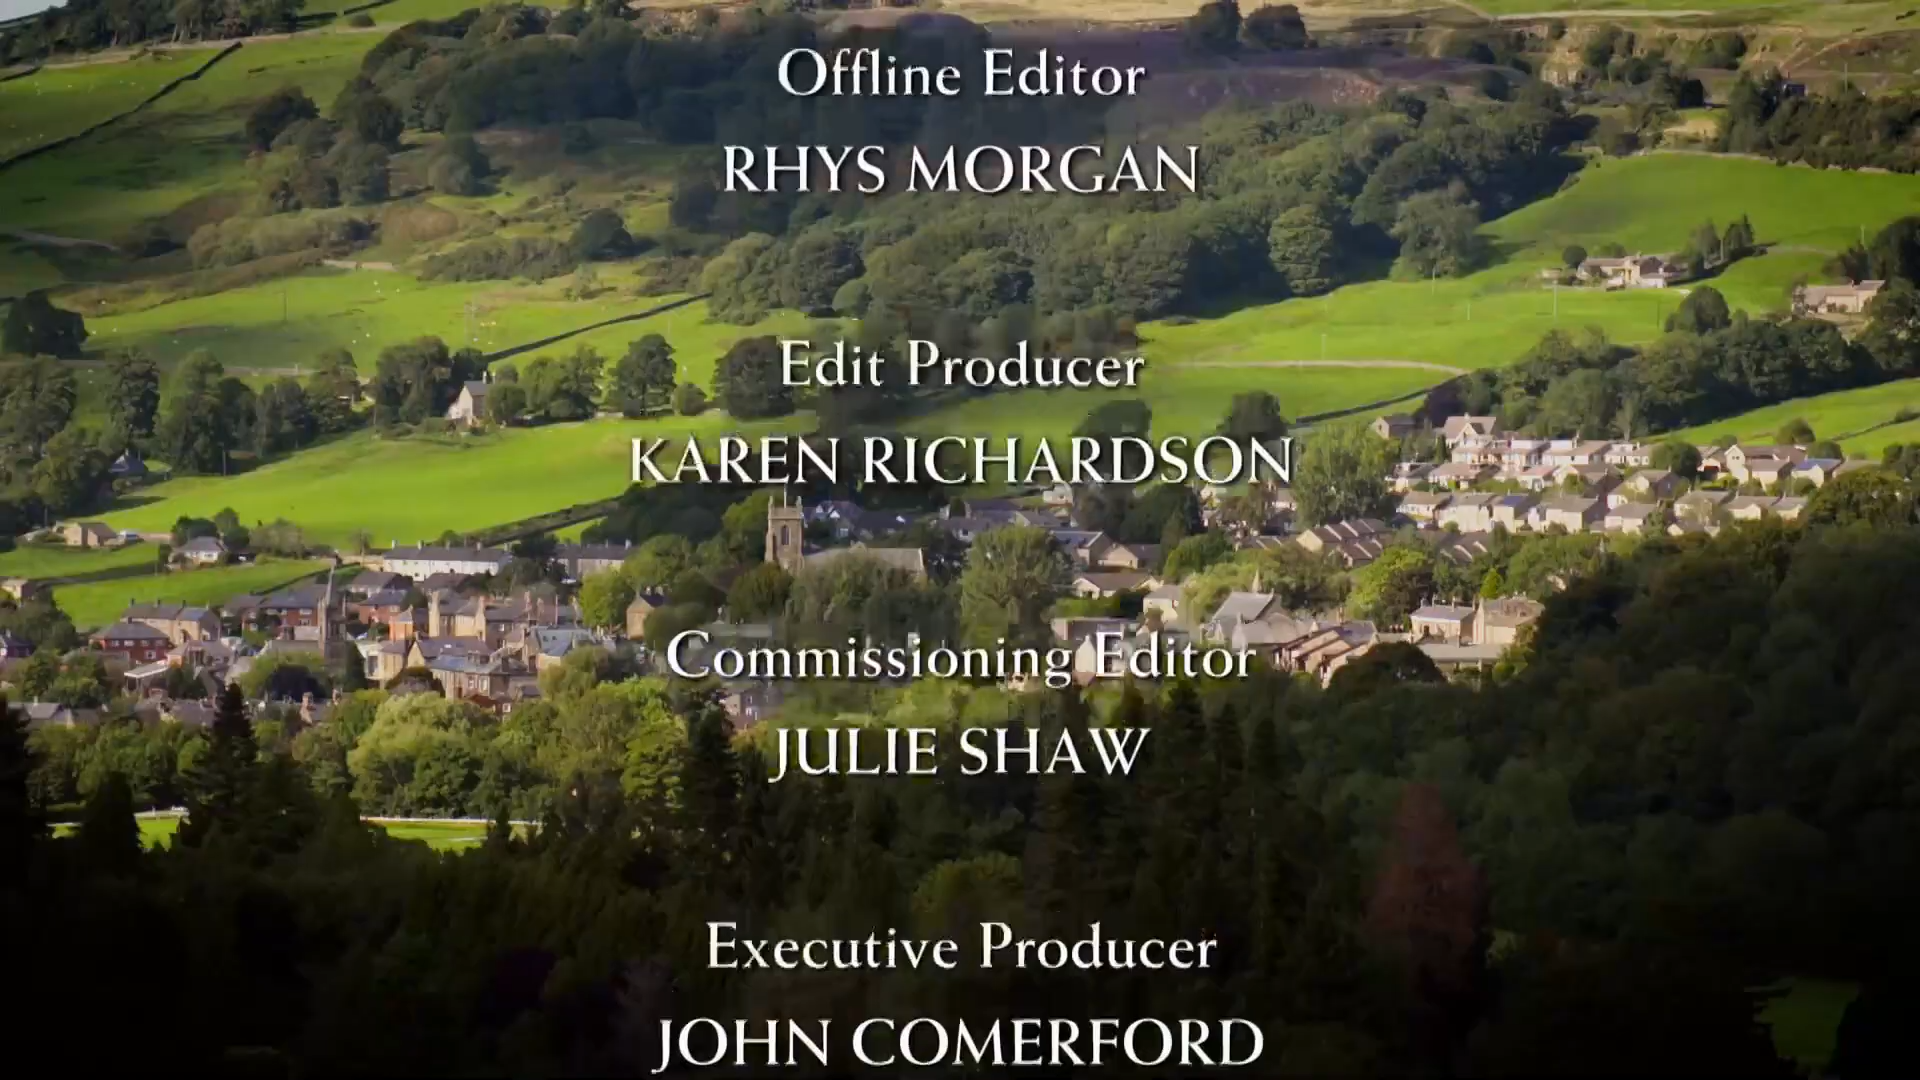 Offline Editor
RHYS MORGAN
Edit Producer
KAREN RICHARDSON
Commissioning Editor
JULIE SHAW
Executive Producer
JOHN COMERFORD